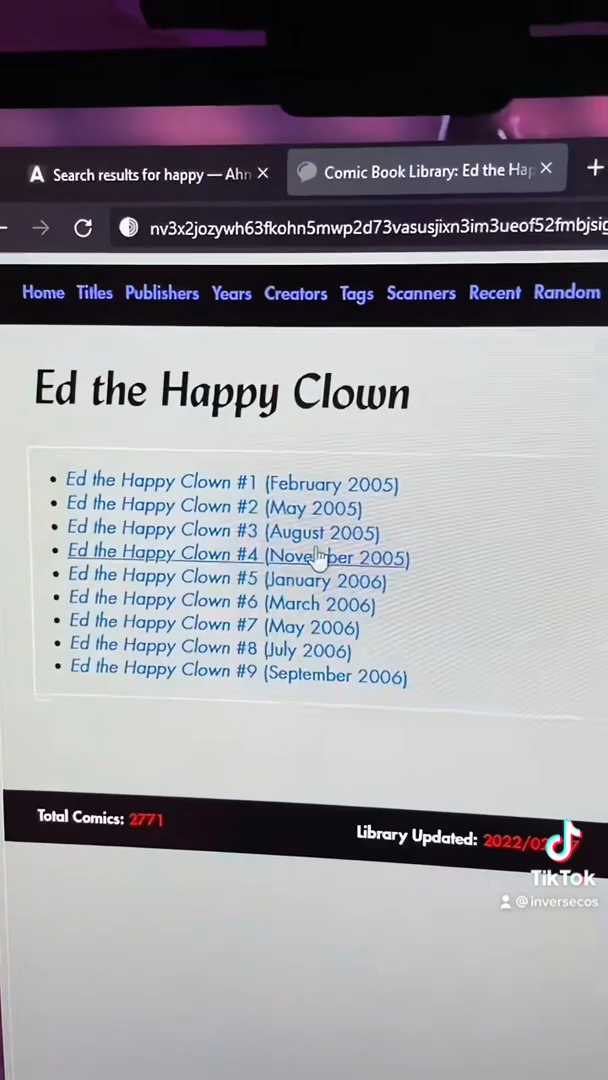 A Search results for happy — Ahn
Comic Book Library: Ed the Hap
nv3x2jozywh63fkohn5mwp2d73vasusjixn3im3ueof52fmbjsig
Home Titles Publishers Years Creators Tags Scanners Recent Random
Ed the Happy Clown
Ed the Happy Clown #1 (February 2005)
Ed the Happy Clown #2 (May 2005)
Ed the Happy Clown #3 (August 2005)
Ed the Happy Clown #4 (November 2005)
Ed the Happy Clown #5 (January 2006)
Ed the Happy Clown #6 (March 2006)
Ed the Happy Clown #7 (May 2006)
Ed the Happy Clown #8 (July 2006)
Ed the Happy Clown #9 (September 2006)
Total Comics: 2771
Library Updated:
TikTok
@inversecos